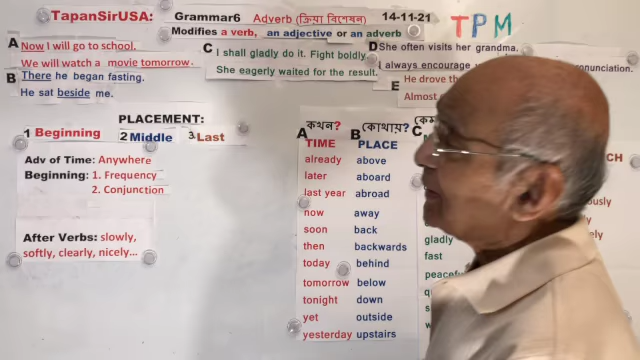 TapanSirUSA: Grammar6 Adverb (ক্রিয়া বিশেষন) 14-11-21
TPM
Modifies a verb, an adjective or an adverb
A Now I will go to school.
We will watch a movie tomorrow.
B There he began fasting.
He sat beside me.
C I shall gladly do it. Fight boldly.
She eagerly waited for the result.
D She often visits her grandma.
I always encourage
E He drove
Almost
PLACEMENT:
1 Beginning 2 Middle 3 Last
Adv of Time: Anywhere
Beginning: 1. Frequency
2. Conjunction
After Verbs: slowly,
softly, clearly, nicely...
A কখন? B কোথায়? C
TIME PLACE
already above
later aboard
last year abroad
now away
soon back
then backwards
today behind
tomorrow below
tonight down
yet outside
yesterday upstairs
gladly
fast